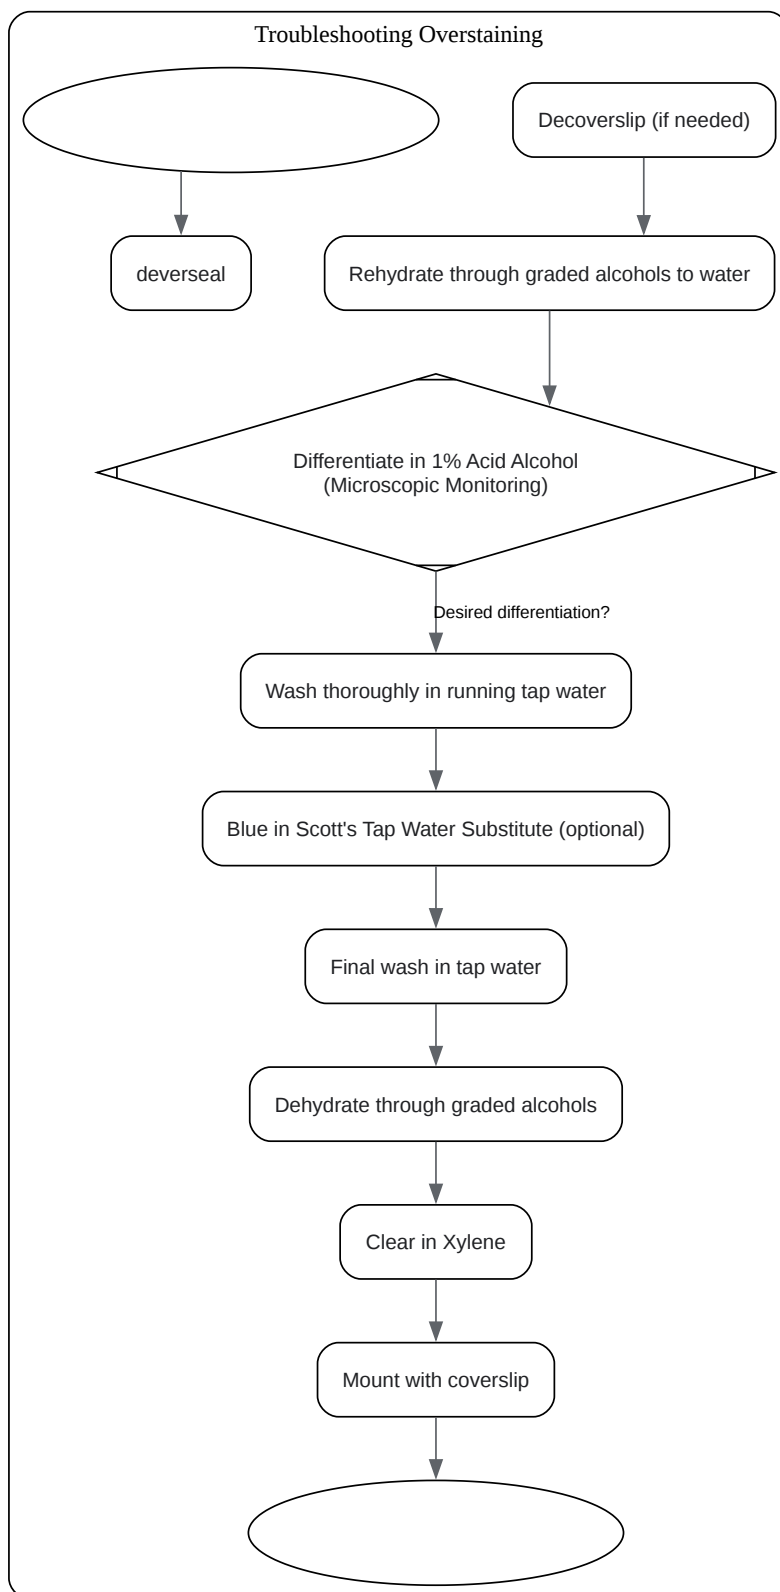 Troubleshooting Overstaining
Decoverslip (if needed)
deverseal
Rehydrate through graded alcohols to water
Differentiate in 1% Acid Alcohol
(Microscopic Monitoring)
Desired differentiation?
Wash thoroughly in running tap water
Blue in Scott's Tap Water Substitute (optional)
Final wash in tap water
Dehydrate through graded alcohols
Clear in Xylene
Mount with coverslip